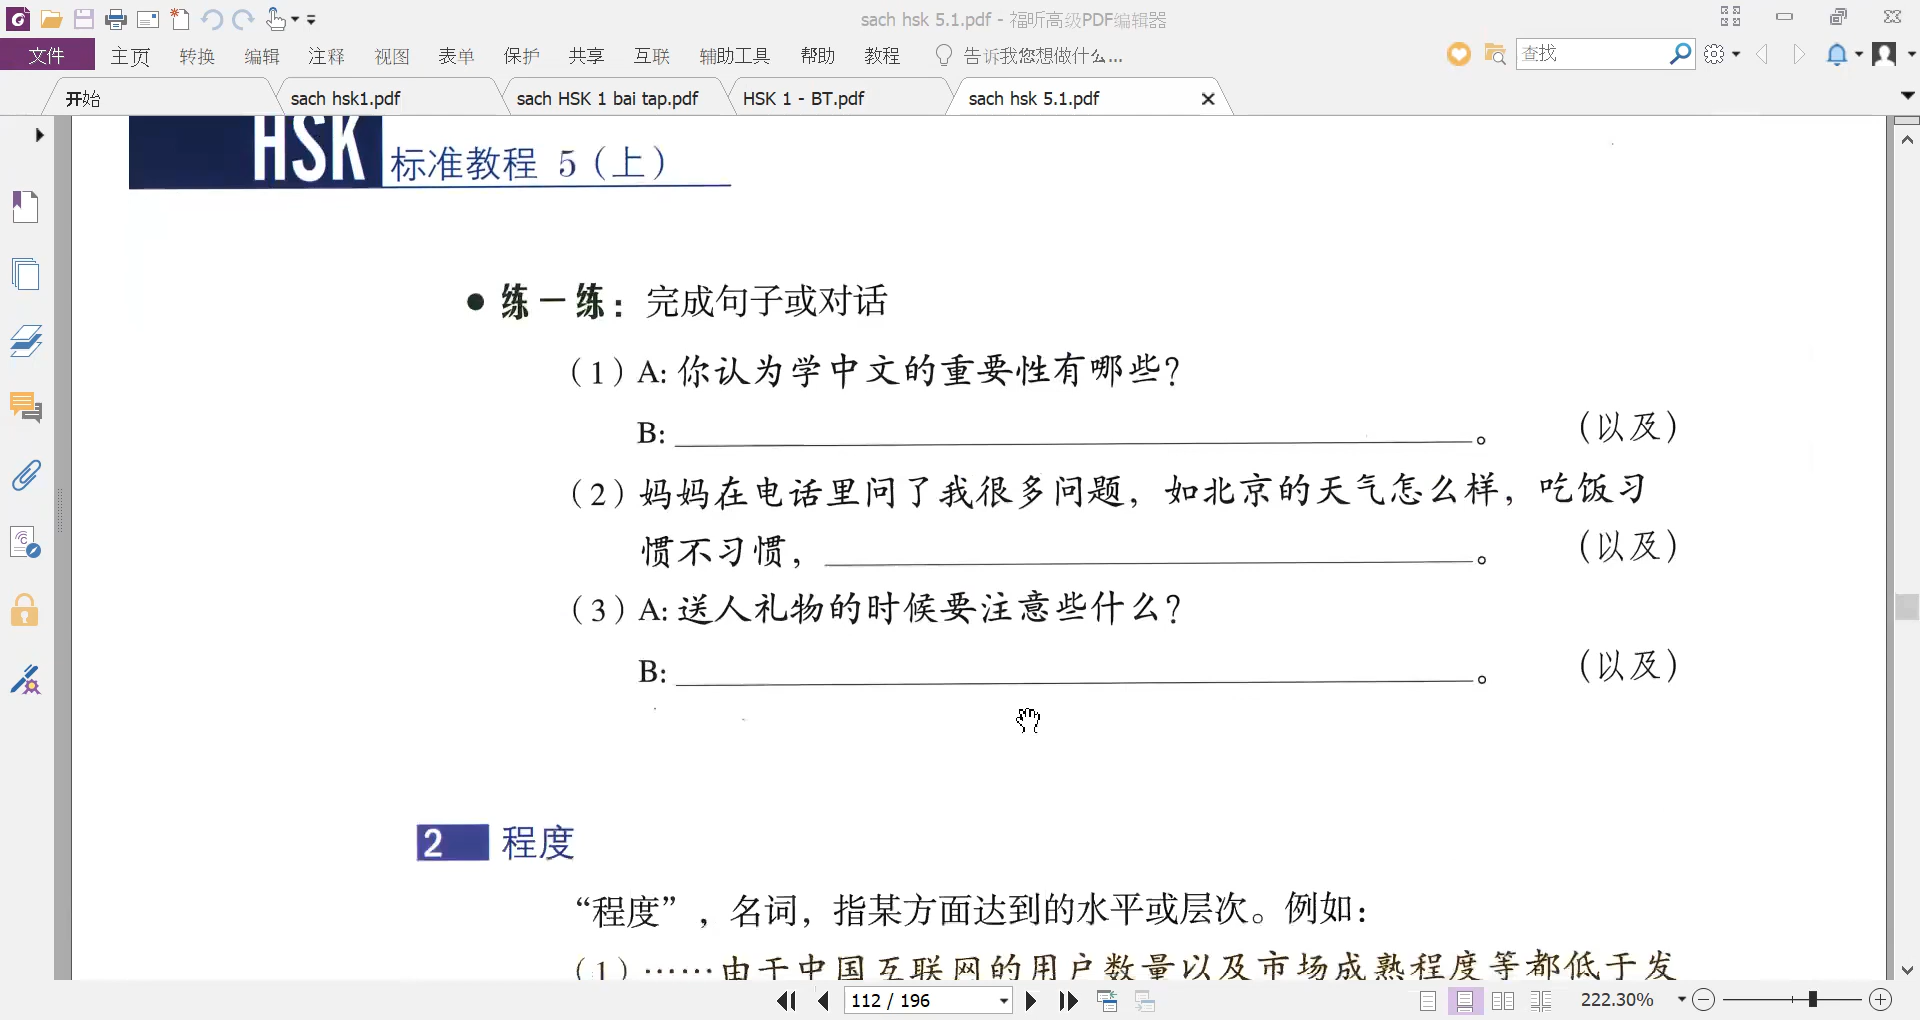 sach hsk 5.1.pdf - 福昕高级PDF编辑器
文件 主页 转换 编辑 注释 视图 表单 保护 共享 互联 辅助工具 帮助 教程 告诉我您想做什么... 查找
开始 sach hsk1.pdf sach HSK 1 bai tap.pdf HSK 1 - BT.pdf sach hsk 5.1.pdf
HSK 标准教程 5（上）
● 练一练：完成句子或对话
（1）A: 你认为学中文的重要性有哪些？
B: ______。 （以及）
（2）妈妈在电话里问了我很多问题，如北京的天气怎么样，吃饭习
惯不习惯，______。 （以及）
（3）A: 送人礼物的时候要注意些什么？
B: ______。 （以及）
2 程度
“程度”，名词，指某方面达到的水平或层次。例如：
（1）……由于中国互联网的用户数量以及市场成熟程度等都低于发
112 / 196 222.30%